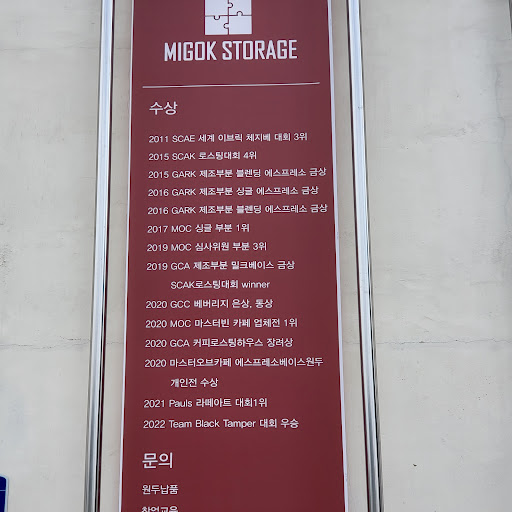 MIGOK STORAGE
수상
2011 SCAE 세계 이브릭 체지베 대회 3위
2015 SCAK 로스팅대회 4위
2015 GARK 제조부분 블렌딩 에스프레소 금상
2016 GARK 제조부분 싱글 에스프레소 금상
2016 GARK 제조부분 블렌딩 에스프레소 금상
2017 MOC 싱글 부분 1위
2019 MOC 심사위원 부분 3위
2019 GCA 제조부분 밀크베이스 금상
SCAK로스팅대회 winner
2020 GCC 베버리지 은상, 동상
2020 MOC 마스터빈 카페 업체전 1위
2020 GCA 커피로스팅하우스 장려상
2020 마스터오브카페 에스프레소베이스원두
개인전 수상
2021 Pauls 라떼아트 대회1위
2022 Team Black Tamper 대회 우승
문의
원두납품
창업교육